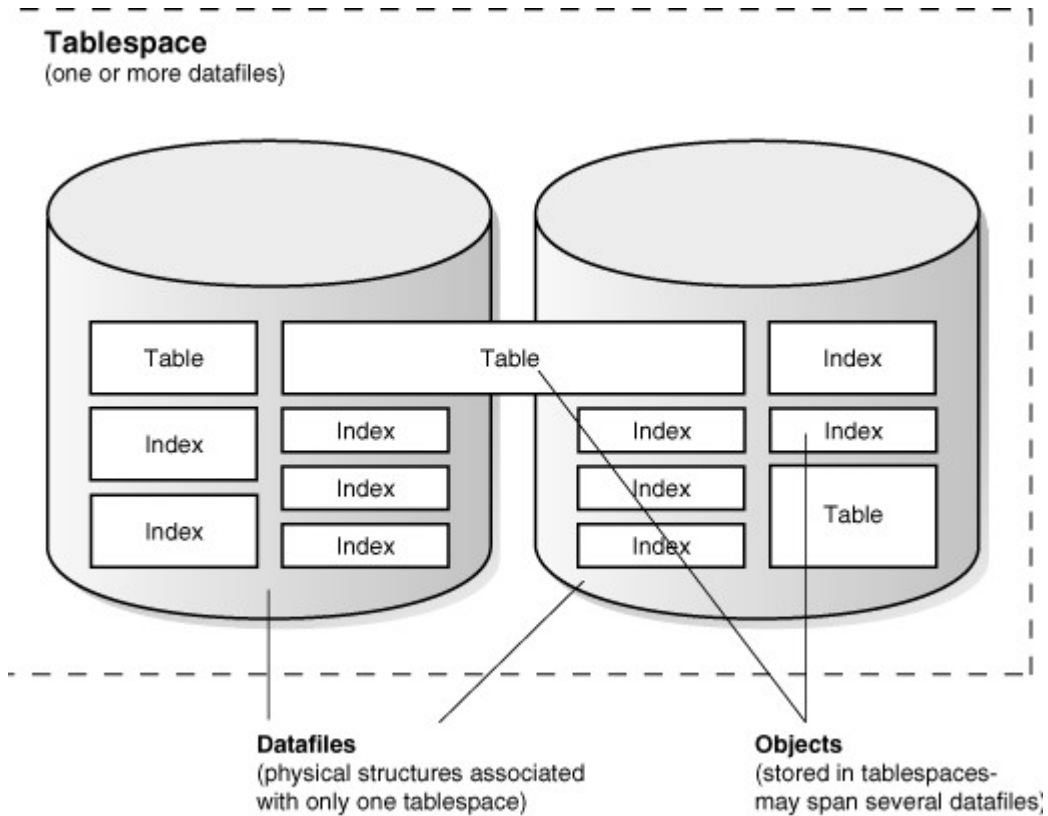 Tablespace
(one or more datafiles)
Table
Table
Index
Index
Index
Index
Index
Index
Index
Index
Index
Index
Index
Table
Datafiles
(physical structures associated
with only one tablespace)
Objects
(stored in tablespaces-
may span several datafiles)